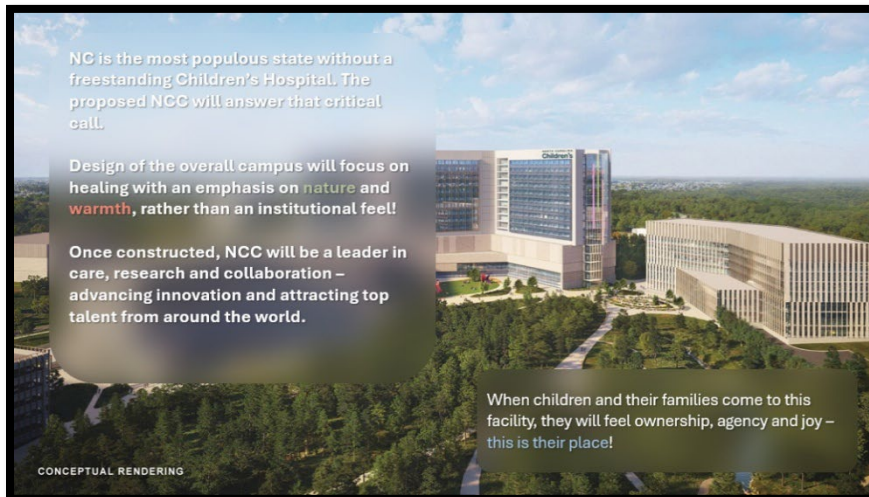 NC is the most populous state without a
freestanding Children's Hospital. The
proposed NCC will answer that critical
call.
Design of the overall campus will focus on
healing with an emphasis on nature and
warmth, rather than an institutional feel!
Once constructed, NCC will be a leader in
care, research and collaboration –
advancing innovation and attracting top
talent from around the world.
Children's
When children and their families come to this
facility, they will feel ownership, agency and joy –
this is their place!
CONCEPTUAL RENDERING